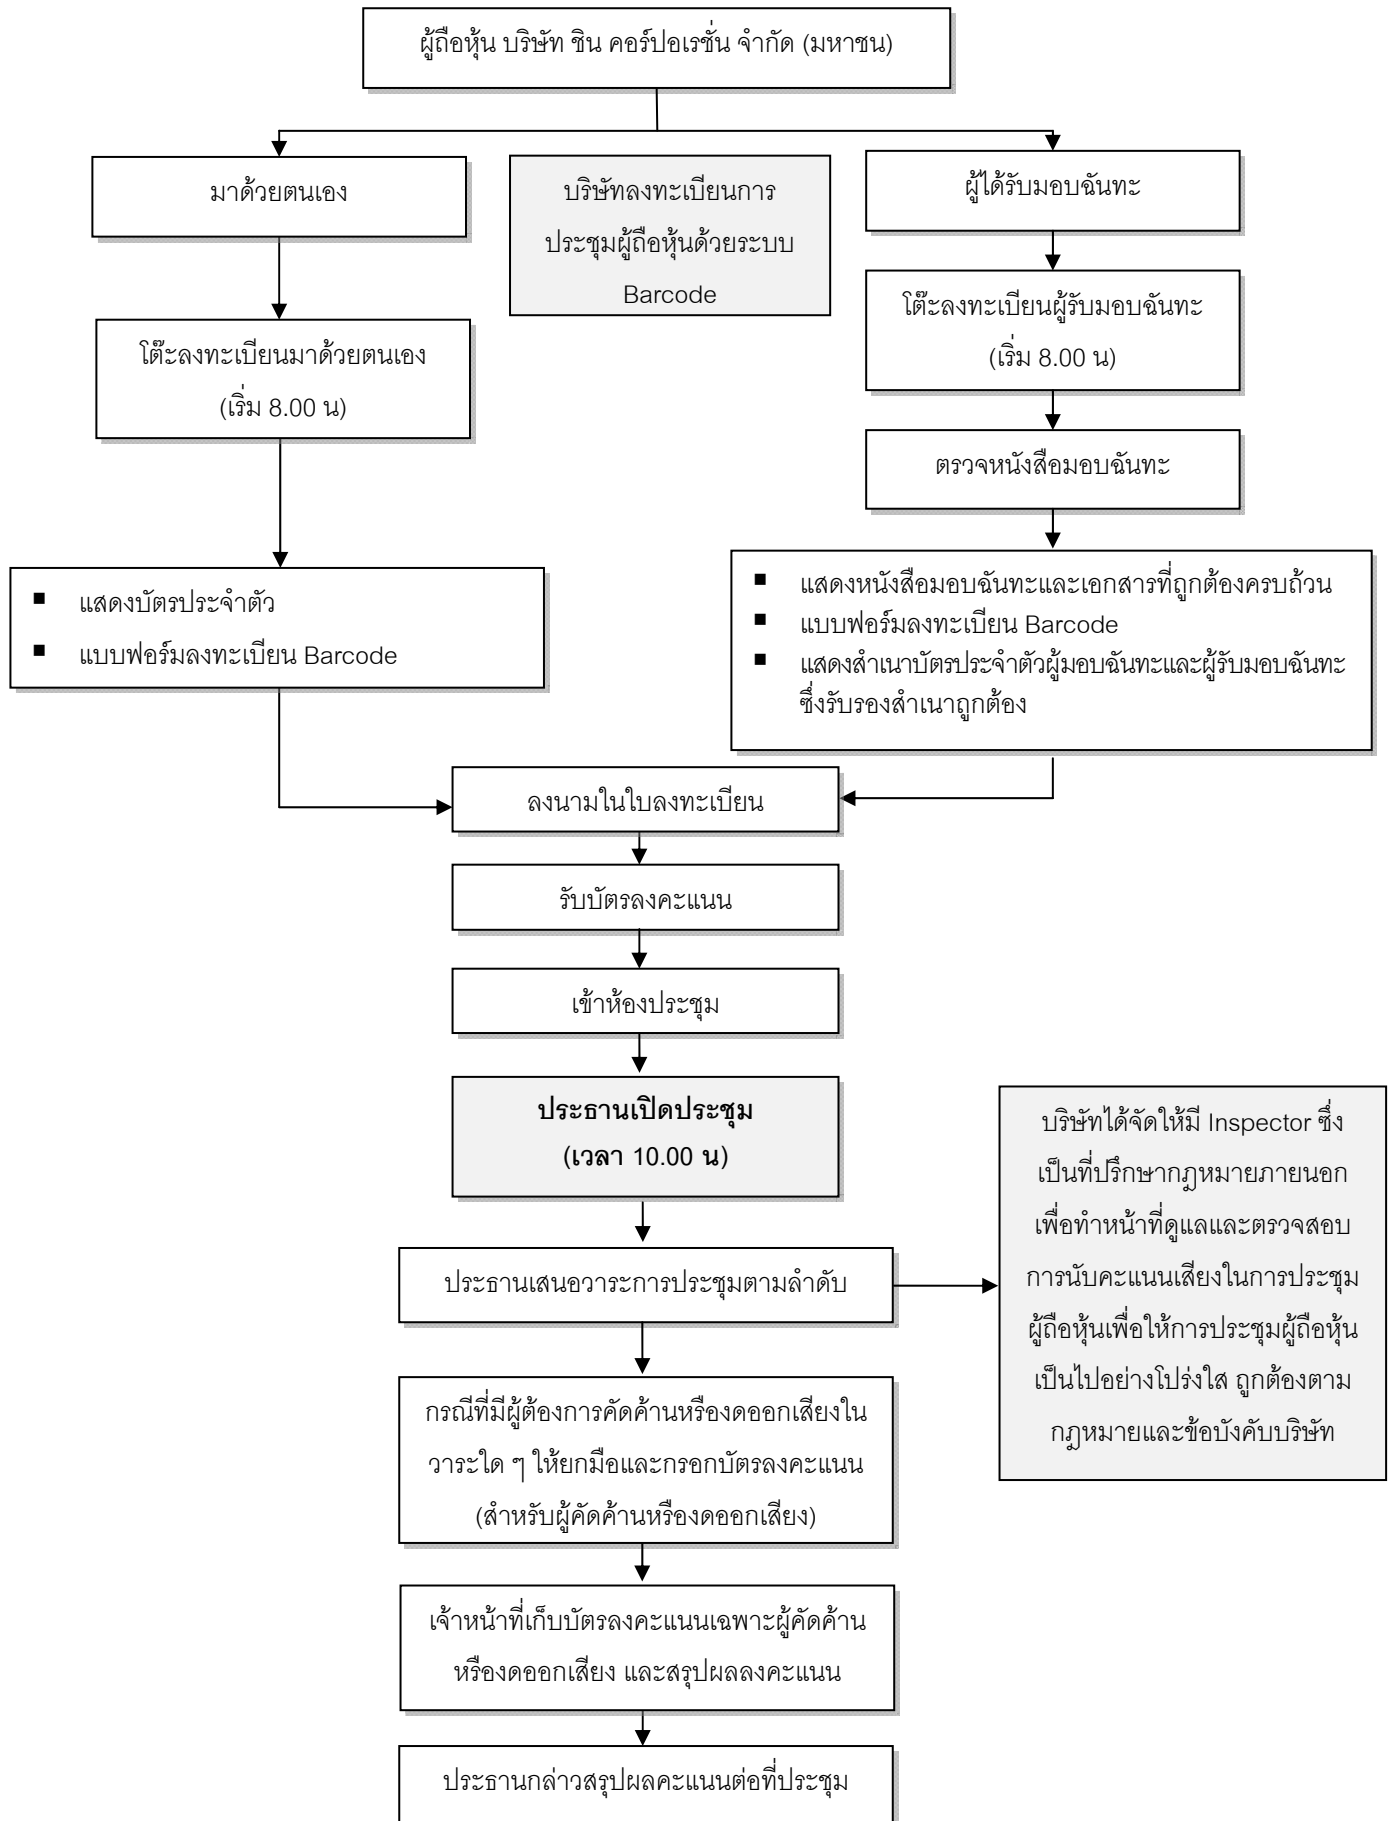 ผู้ถือหุ้น บริษัท ชิน คอร์ปอเรชั่น จำกัด (มหาชน)
มาด้วยตนเอง
บริษัทลงทะเบียนการ
ประชุมผู้ถือหุ้นด้วยระบบ
Barcode
ผู้ได้รับมอบฉันทะ
โต๊ะลงทะเบียนมาด้วยตนเอง
(เริ่ม 8.00 น)
โต๊ะลงทะเบียนผู้รับมอบฉันทะ
(เริ่ม 8.00 น)
ตรวจหนังสือมอบฉันทะ
▪ แสดงบัตรประจำตัว
▪ แบบฟอร์มลงทะเบียน Barcode
▪ แสดงหนังสือมอบฉันทะและเอกสารที่ถูกต้องครบถ้วน
▪ แบบฟอร์มลงทะเบียน Barcode
▪ แสดงสำเนาบัตรประจำตัวผู้มอบฉันทะและผู้รับมอบฉันทะ
ซึ่งรับรองสำเนาถูกต้อง
ลงนามในใบลงทะเบียน
รับบัตรลงคะแนน
เข้าห้องประชุม
ประธานเปิดประชุม
(เวลา 10.00 น)
ประธานเสนอวาระการประชุมตามลำดับ
บริษัทได้จัดให้มี Inspector ซึ่ง
เป็นที่ปรึกษากฎหมายภายนอก
เพื่อทำหน้าที่ดูแลและตรวจสอบ
การนับคะแนนเสียงในการประชุม
ผู้ถือหุ้นเพื่อให้การประชุมผู้ถือหุ้น
เป็นไปอย่างโปร่งใส ถูกต้องตาม
กฎหมายและข้อบังคับบริษัท
กรณีที่มีผู้ต้องการคัดค้านหรืองดออกเสียงใน
วาระใด ๆ ให้ยกมือและกรอกบัตรลงคะแนน
(สำหรับผู้คัดค้านหรืองดออกเสียง)
เจ้าหน้าที่เก็บบัตรลงคะแนนเฉพาะผู้คัดค้าน
หรืองดออกเสียง และสรุปผลลงคะแนน
ประธานกล่าวสรุปผลคะแนนต่อที่ประชุม